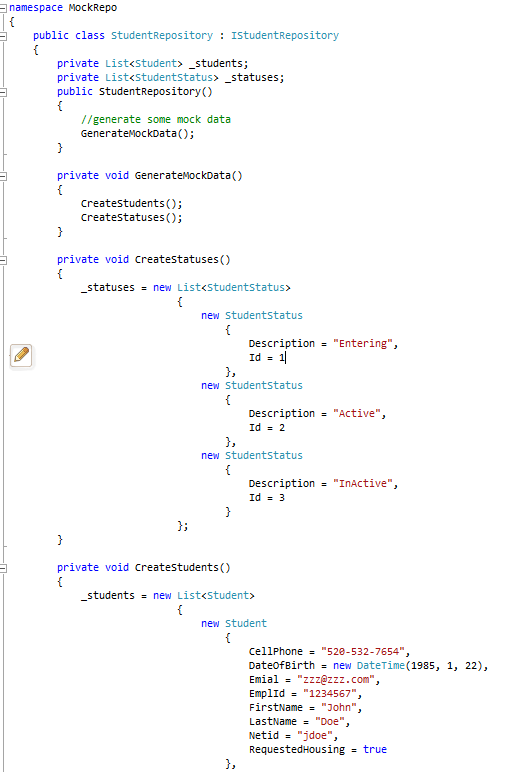 namespace MockRepo
{
public class StudentRepository : IStudentRepository
{
private List<Student> _students;
private List<StudentStatus> _statuses;
public StudentRepository()
{
//generate some mock data
GenerateMockData();
}
private void GenerateMockData()
{
CreateStudents();
CreateStatuses();
}
private void CreateStatuses()
{
_statuses = new List<StudentStatus>
{
new StudentStatus
{
Description = "Entering",
Id = 1
},
new StudentStatus
{
Description = "Active",
Id = 2
},
new StudentStatus
{
Description = "InActive",
Id = 3
}
};
}
private void CreateStudents()
{
_students = new List<Student>
{
new Student
{
CellPhone = "520-532-7654",
DateOfBirth = new DateTime(1985, 1, 22),
Emial = "zzz@zzz.com",
EmplId = "1234567",
FirstName = "John",
LastName = "Doe",
Netid = "jdoe",
RequestedHousing = true
},